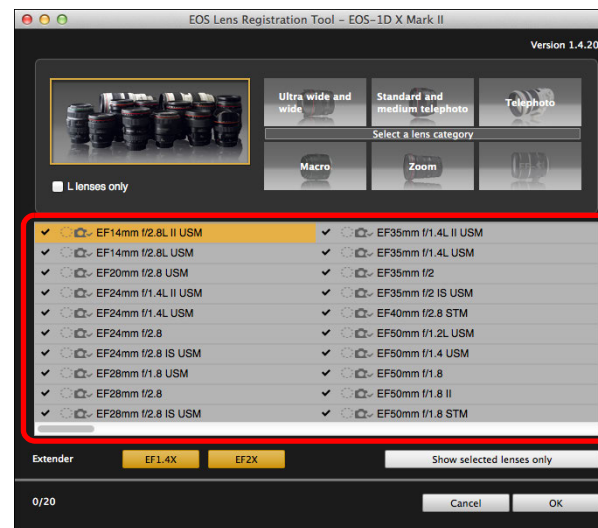 EOS Lens Registration Tool – EOS-1D X Mark II
Version 1.4.20
Ultra wide and wide
Standard and medium telephoto
Telephoto
Select a lens category
Macro
Zoom
L lenses only
EF14mm f/2.8L II USM
EF14mm f/2.8L USM
EF20mm f/2.8 USM
EF24mm f/1.4L II USM
EF24mm f/1.4L USM
EF24mm f/2.8
EF24mm f/2.8 IS USM
EF28mm f/1.8 USM
EF28mm f/2.8
EF28mm f/2.8 IS USM
EF35mm f/1.4L II USM
EF35mm f/1.4L USM
EF35mm f/2
EF35mm f/2 IS USM
EF40mm f/2.8 STM
EF50mm f/1.2L USM
EF50mm f/1.4 USM
EF50mm f/1.8
EF50mm f/1.8 II
EF50mm f/1.8 STM
Extender
EF1.4X
EF2X
Show selected lenses only
0/20
Cancel
OK